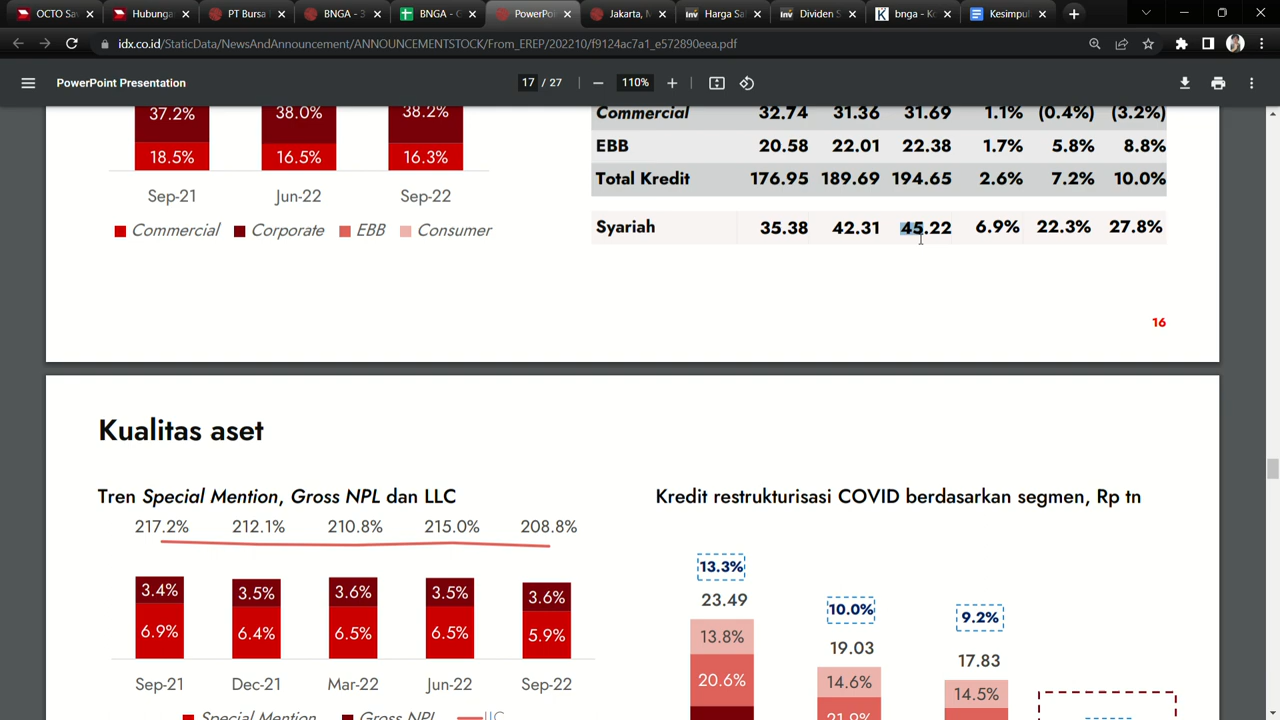 OCTO Sav
Hubunga
PT Bursa
BNGA - 3
BNGA - G
PowerPoi
Jakarta, M
Harga Sa
Dividen S
bnga - Ko
Kesimpul
idx.co.id/StaticData/NewsAndAnnouncement/ANNOUNCEMENTSTOCK/From_EREP/202210/f9124ac7a1_e572890eea.pdf
PowerPoint Presentation
17 / 27
110%
37.2% 38.0% 38.2%
18.5% 16.5% 16.3%
Sep-21 Jun-22 Sep-22
Commercial Corporate EBB Consumer
Commercial 32.74 31.36 31.69 1.1% (0.4%) (3.2%)
EBB 20.58 22.01 22.38 1.7% 5.8% 8.8%
Total Kredit 176.95 189.69 194.65 2.6% 7.2% 10.0%
Syariah 35.38 42.31 45.22 6.9% 22.3% 27.8%
16
Kualitas aset
Tren Special Mention, Gross NPL dan LLC
217.2% 212.1% 210.8% 215.0% 208.8%
3.4% 3.5% 3.6% 3.5% 3.6%
6.9% 6.4% 6.5% 6.5% 5.9%
Sep-21 Dec-21 Mar-22 Jun-22 Sep-22
Special Mention Gross NPL LLC
Kredit restrukturisasi COVID berdasarkan segmen, Rp tn
13.3%
23.49
13.8%
20.6%
10.0%
19.03
14.6%
21.9%
9.2%
17.83
14.5%